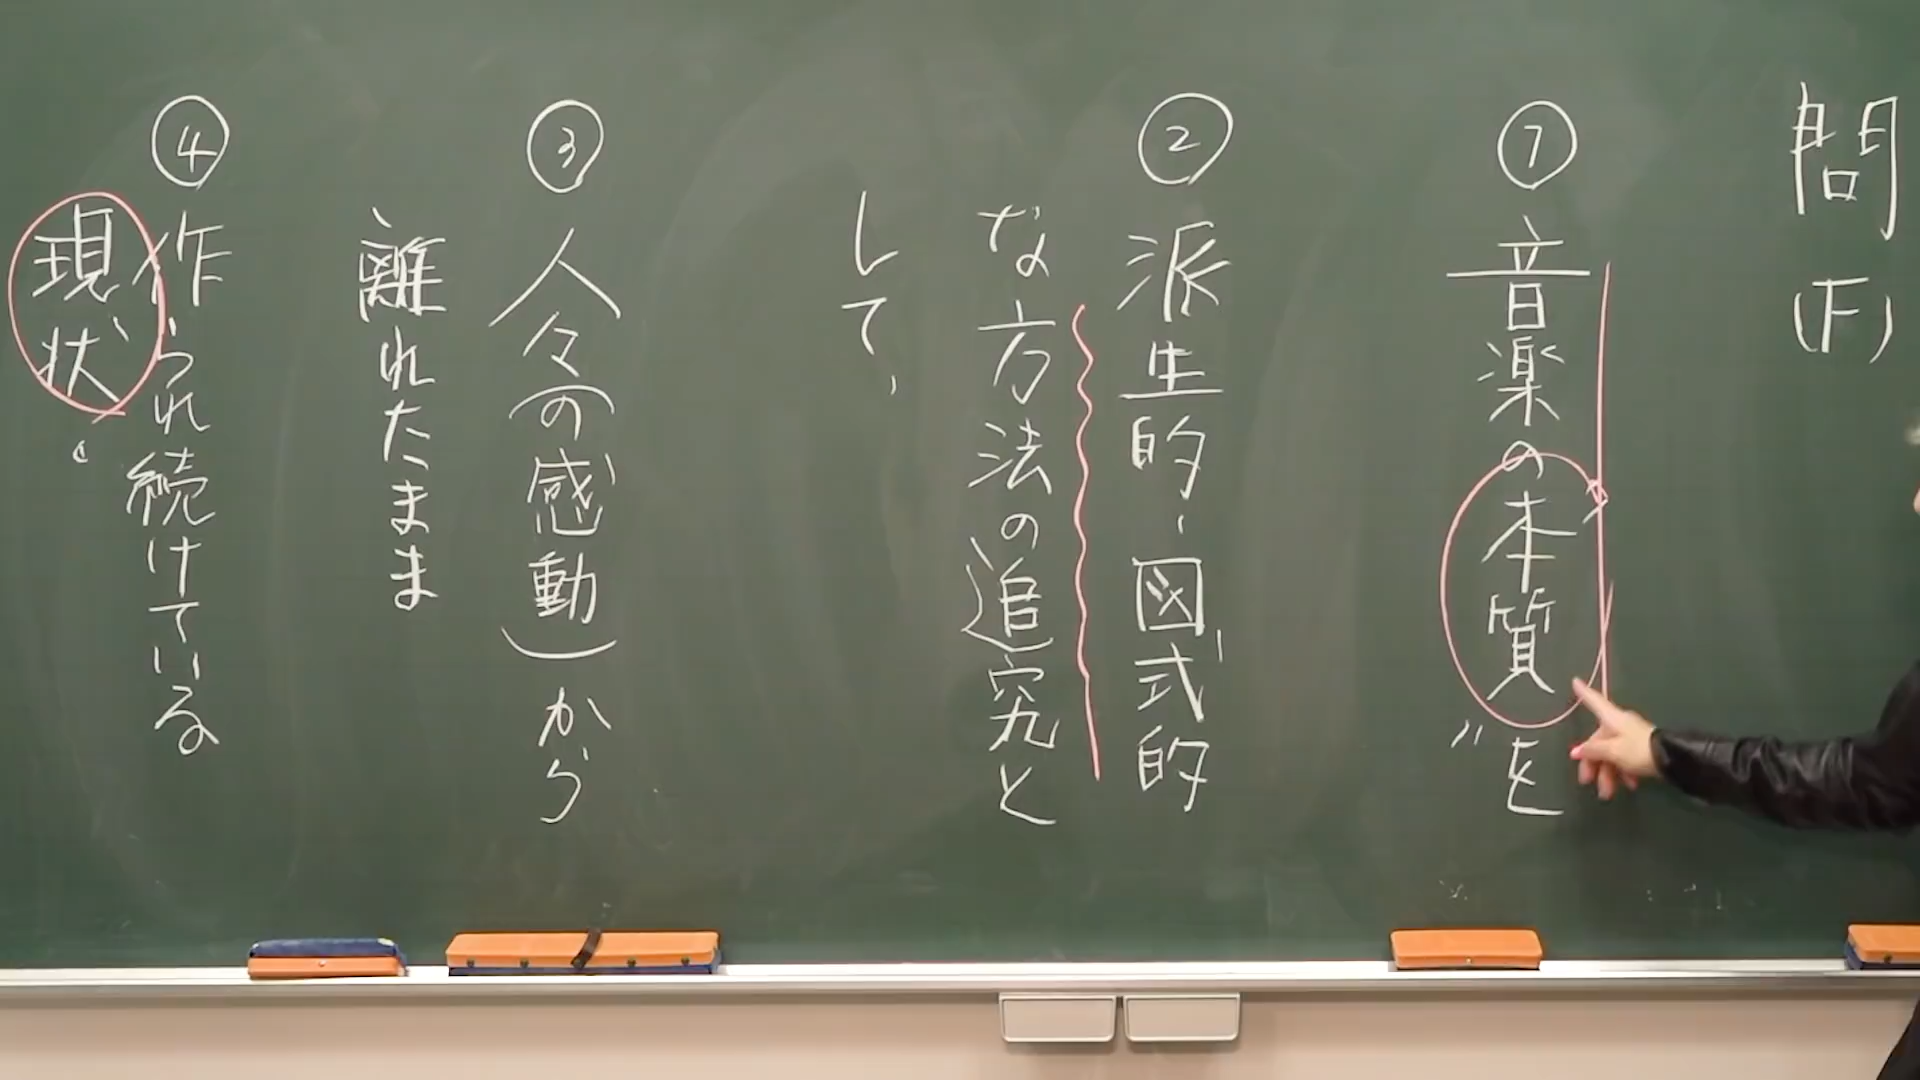 問(F)
①音楽の本質〃を
②派生的・図式的
な方法の追究と
して、
③人々(の感動)から
離れたまま
④作られ続けている
現状。